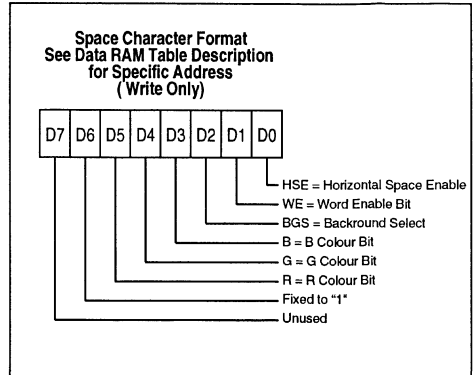 Space Character Format
See Data RAM Table Description
for Specific Address
( Write Only)
D7 D6 D5 D4 D3 D2 D1 D0
HSE = Horizontal Space Enable
WE = Word Enable Bit
BGS = Backround Select
B = B Colour Bit
G = G Colour Bit
R = R Colour Bit
Fixed to "1"
Unused